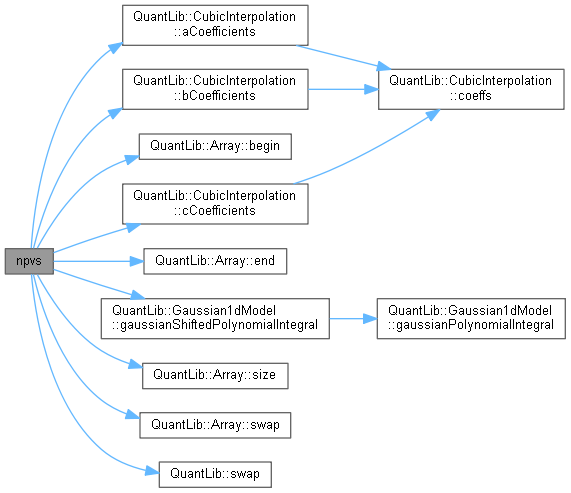 QuantLib::CubicInterpolation
::aCoefficients
QuantLib::CubicInterpolation
::coeffs
QuantLib::CubicInterpolation
::bCoefficients
QuantLib::Array::begin
QuantLib::CubicInterpolation
::cCoefficients
npvs
QuantLib::Array::end
QuantLib::Gaussian1dModel
::gaussianShiftedPolynomialIntegral
QuantLib::Gaussian1dModel
::gaussianPolynomialIntegral
QuantLib::Array::size
QuantLib::Array::swap
QuantLib::swap